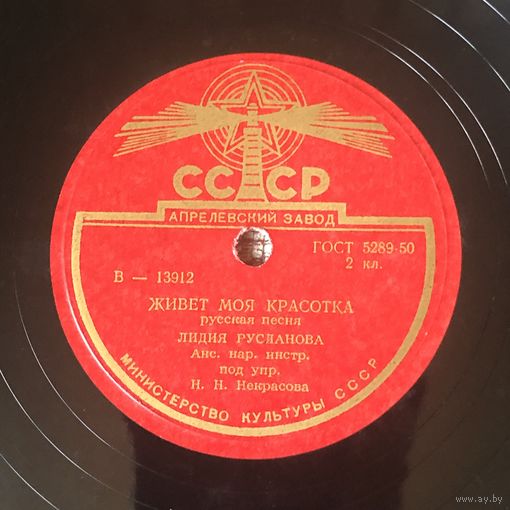 СССР
АПРЕЛЕВСКИЙ ЗАВОД
ГОСТ 5289-50
2 кл.
В — 13912
ЖИВЕТ МОЯ КРАСОТКА
русская песня
ЛИДИЯ РУСЛАНОВА
Анс. нар. инстр.
под упр.
Н. Н. Некрасова
МИНИСТЕРСТВО КУЛЬТУРЫ СССР
www.ay.by